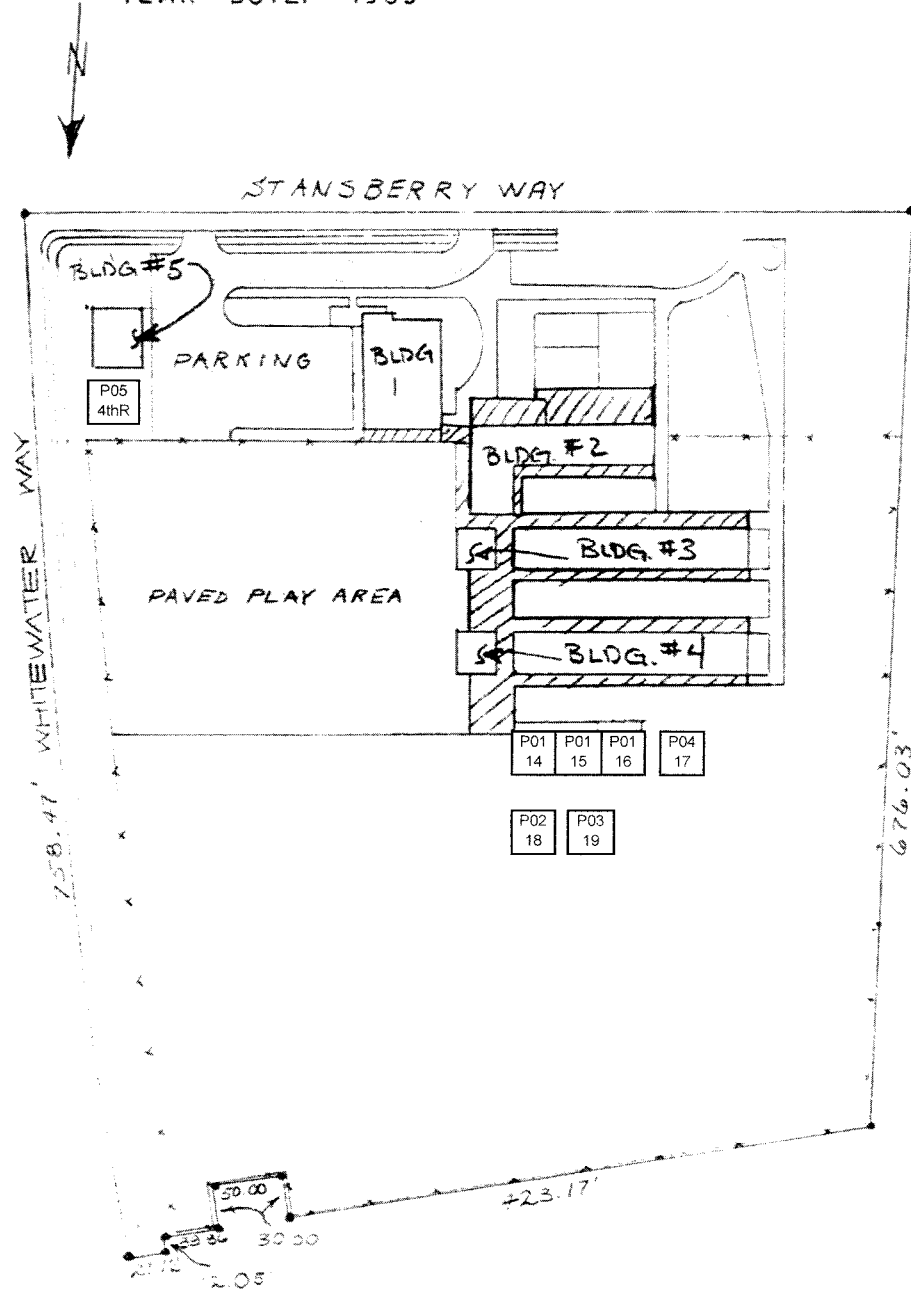 N
STANSBERRY WAY
BLDG #5
PARKING
BLDG
1
P05
4thR
BLDG. #2
WHITEWATER WAY
758.47'
BLDG. #3
PAVED PLAY AREA
BLDG. #4
P01
14
P01
15
P01
16
P04
17
P02
18
P03
19
676.03'
50.00
30.00